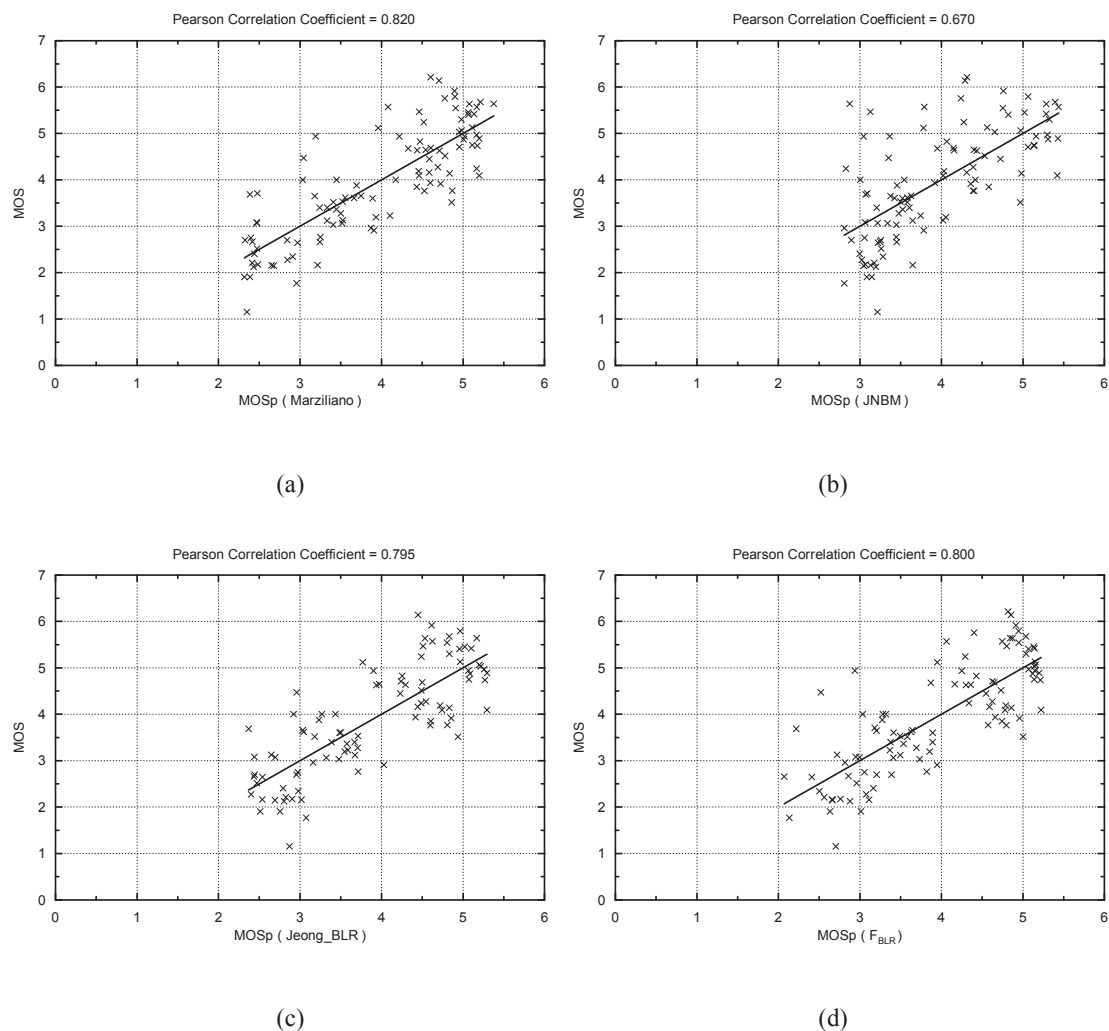 Pearson Correlation Coefficient = 0.820
7
6
5
4
3
2
1
0
MOS
0 1 2 3 4 5 6
MOSp ( Marziliano )
(a)
Pearson Correlation Coefficient = 0.670
7
6
5
4
3
2
1
0
MOS
0 1 2 3 4 5 6
MOSp ( JNBM )
(b)
Pearson Correlation Coefficient = 0.795
7
6
5
4
3
2
1
0
MOS
0 1 2 3 4 5 6
MOSp ( Jeong_BLR )
(c)
Pearson Correlation Coefficient = 0.800
7
6
5
4
3
2
1
0
MOS
0 1 2 3 4 5 6
MOSp ( FBLR )
(d)